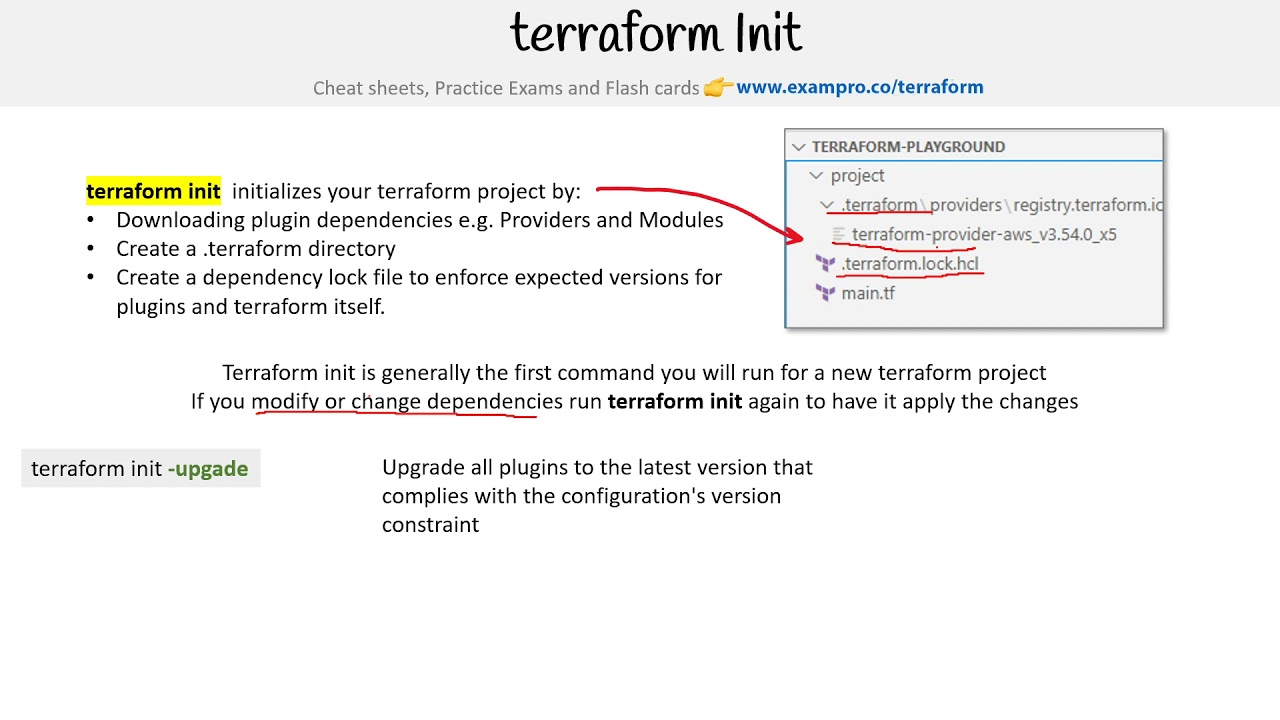 terraform Init
Cheat sheets, Practice Exams and Flash cards 👉 www.exampro.co/terraform
terraform init initializes your terraform project by:
• Downloading plugin dependencies e.g. Providers and Modules
• Create a .terraform directory
• Create a dependency lock file to enforce expected versions for
plugins and terraform itself.
TERRAFORM-PLAYGROUND
project
.terraform\providers\registry.terraform.io
terraform-provider-aws_v3.54.0_x5
.terraform.lock.hcl
main.tf
Terraform init is generally the first command you will run for a new terraform project
If you modify or change dependencies run terraform init again to have it apply the changes
terraform init -upgade
Upgrade all plugins to the latest version that
complies with the configuration's version
constraint